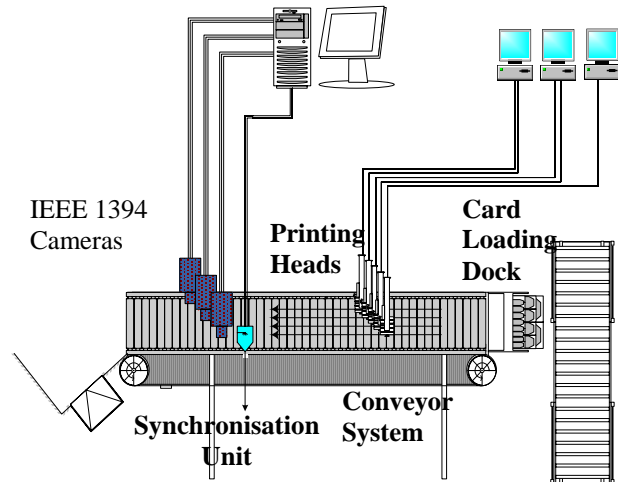 IEEE 1394
Cameras
Printing
Heads
Card
Loading
Dock
Synchronisation
Unit
Conveyor
System